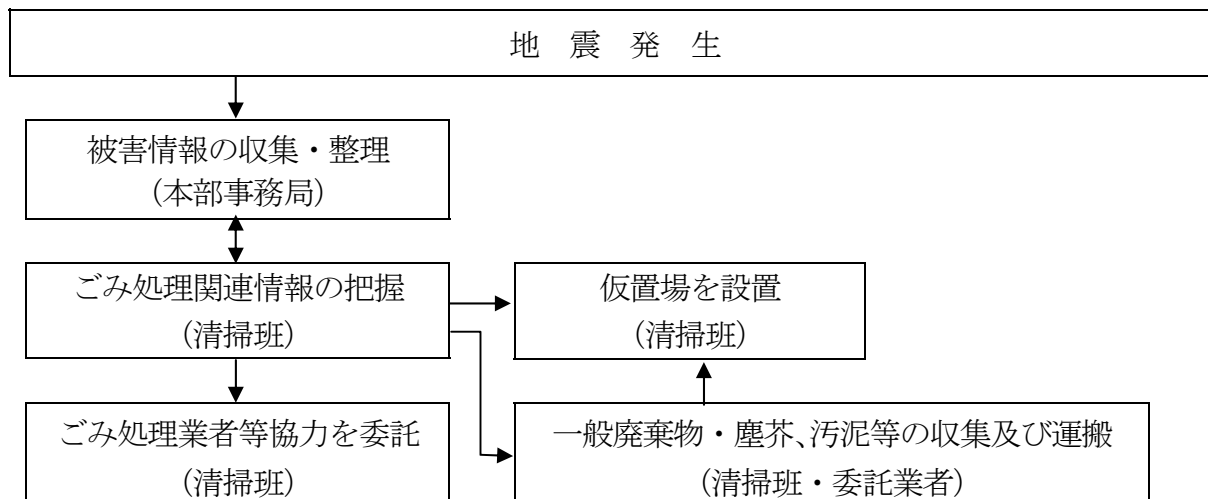 地 震 発 生
被害情報の収集・整理
(本部事務局)
ごみ処理関連情報の把握
(清掃班)
仮置場を設置
(清掃班)
ごみ処理業者等協力を委託
(清掃班)
一般廃棄物・塵芥、汚泥等の収集及び運搬
(清掃班・委託業者)